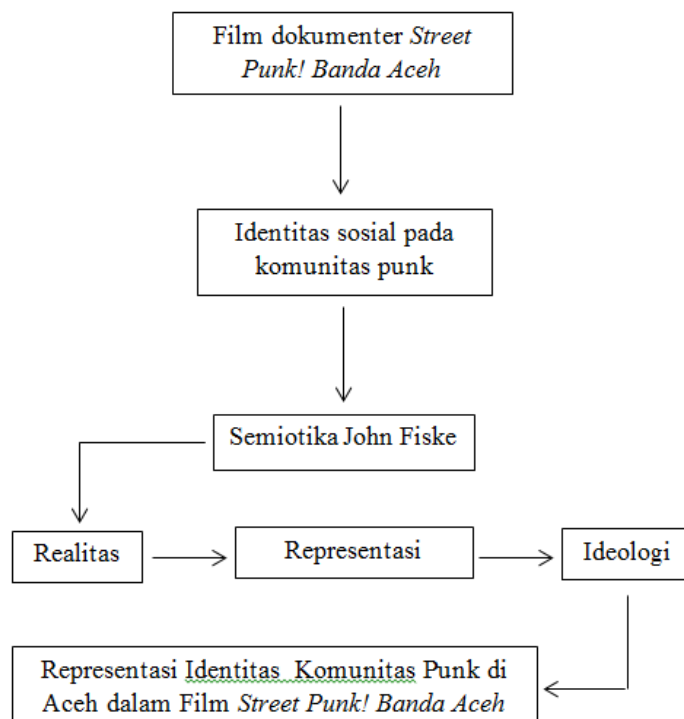 Film dokumenter Street
Punk! Banda Aceh
Identitas sosial pada
komunitas punk
Semiotika John Fiske
Realitas
Representasi
Ideologi
Representasi Identitas Komunitas Punk di
Aceh dalam Film Street Punk! Banda Aceh